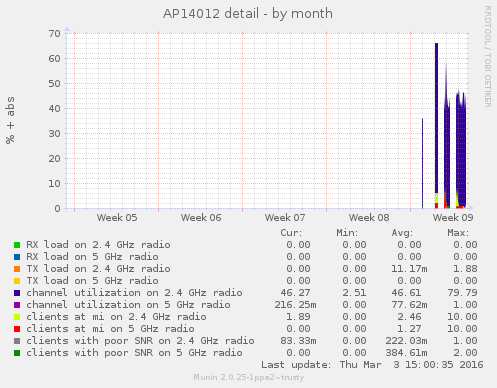 AP14012 detail - by month
RRDTOOL / TOBI OETIKER
% + abs
70
60
50
40
30
20
10
0
Week 05 Week 06 Week 07 Week 08 Week 09
Cur: Min: Avg: Max:
RX load on 2.4 GHz radio 0.00 0.00 0.00 0.00
RX load on 5 GHz radio 0.00 0.00 0.00 0.00
TX load on 2.4 GHz radio 0.00 0.00 11.17m 1.88
TX load on 5 GHz radio 0.00 0.00 0.00 0.00
channel utilization on 2.4 GHz radio 46.27 2.51 46.61 79.79
channel utilization on 5 GHz radio 216.25m 0.00 77.62m 1.00
clients at mi on 2.4 GHz radio 1.89 0.00 2.46 10.00
clients at mi on 5 GHz radio 0.00 0.00 1.27 10.00
clients with poor SNR on 2.4 GHz radio 83.33m 0.00 222.03m 1.00
clients with poor SNR on 5 GHz radio 0.00 0.00 384.61m 2.00
Last update: Thu Mar 3 15:00:35 2016
Munin 2.0.25-1ppa2~trusty